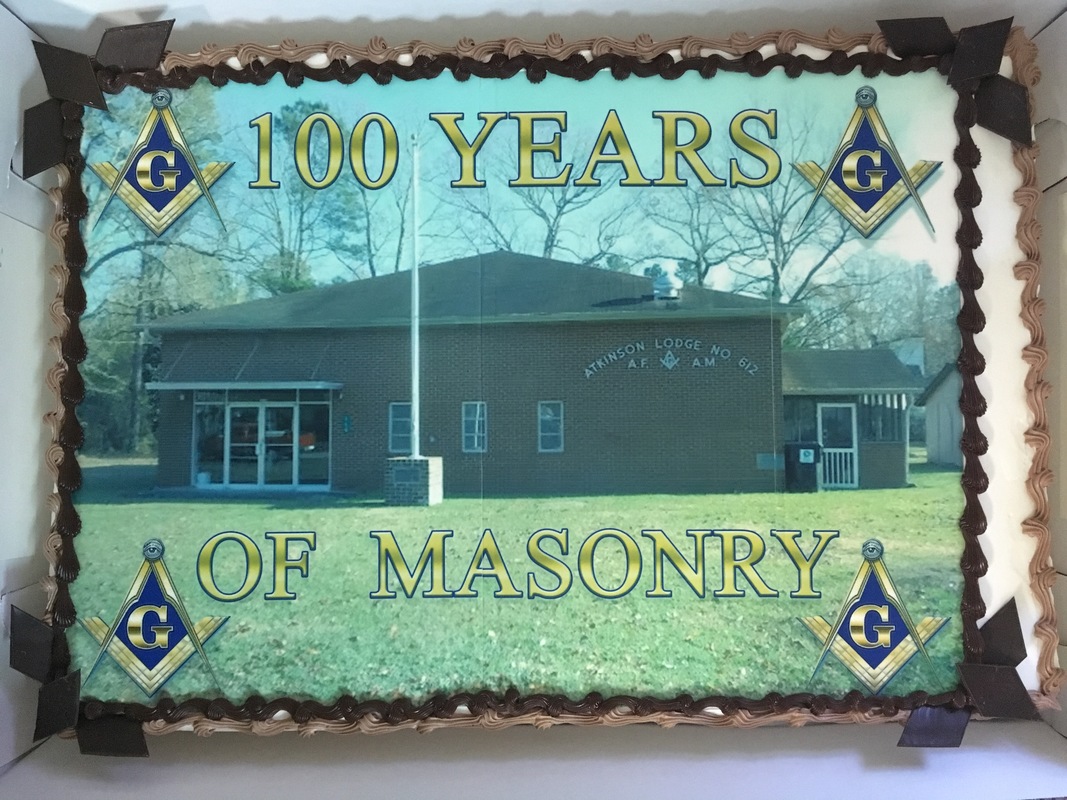 100 YEARS
G
G
ATKINSON LODGE NO 612
A.F. G A.M
OF MASONRY
G
G